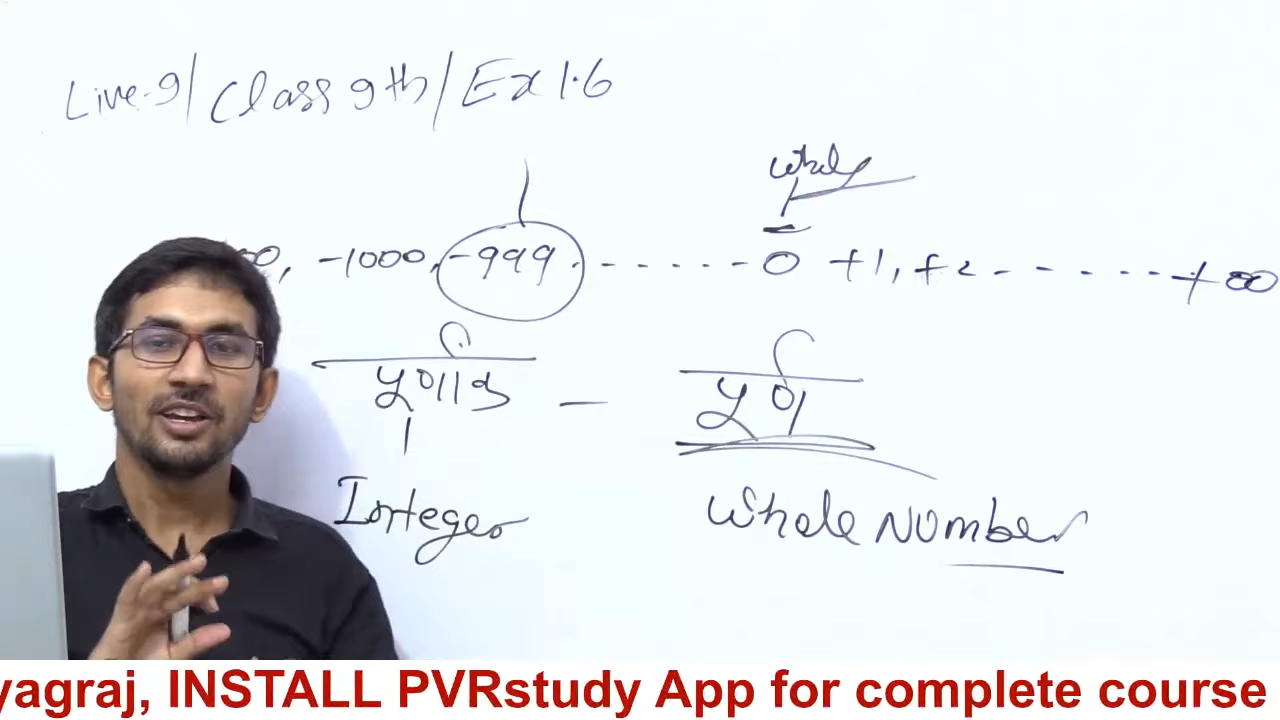 Live-9/Class 9th/Ex 1.6
whole
00, -1000, -999. - - - - - - 0 +1, +2 - - - - - - +∞
पूर्णांक - पूर्ण
Integer Whole Number
yagraj, INSTALL PVRstudy App for complete course